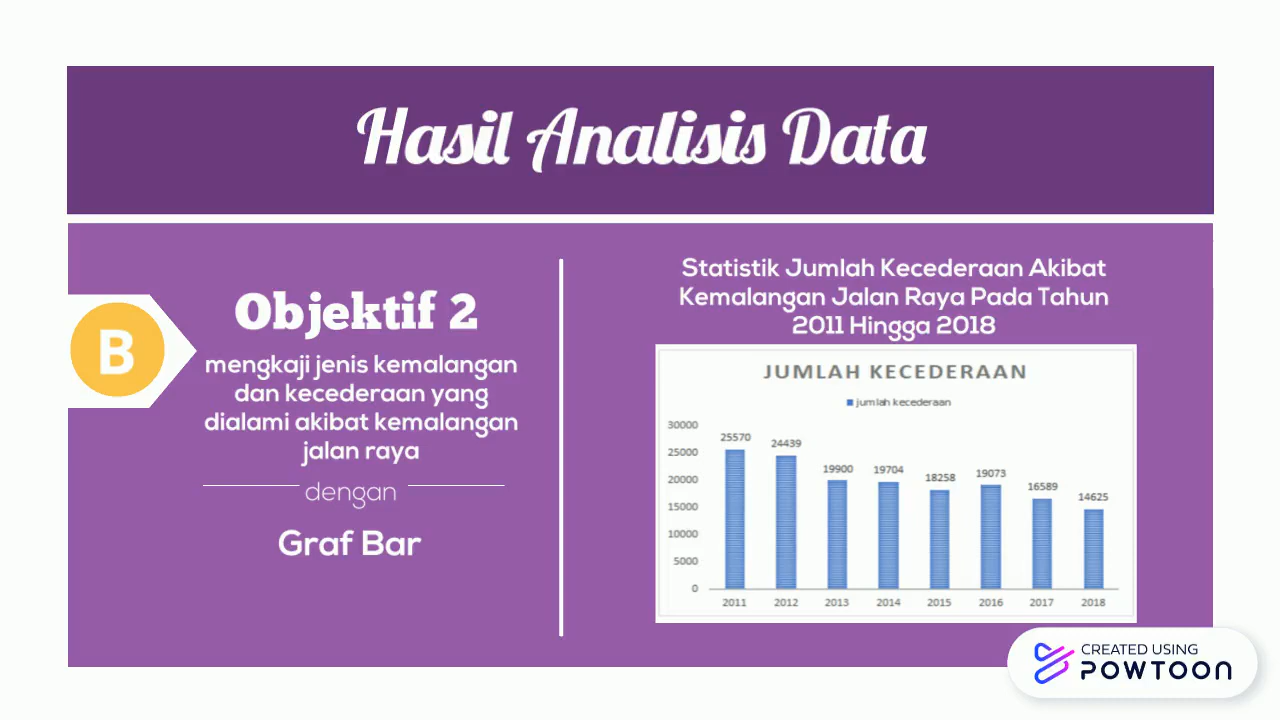 Hasil Analisis Data
B
Objektif 2
mengkaji jenis kemalangan
dan kecederaan yang
dialami akibat kemalangan
jalan raya
dengan
Graf Bar
Statistik Jumlah Kecederaan Akibat
Kemalangan Jalan Raya Pada Tahun
2011 Hingga 2018
JUMLAH KECEDERAAN
jumlah kecederaan
30000
25000
20000
15000
10000
5000
0
25570
24439
19900
19704
18258
19073
16589
14625
2011 2012 2013 2014 2015 2016 2017 2018
CREATED USING
POWTOON